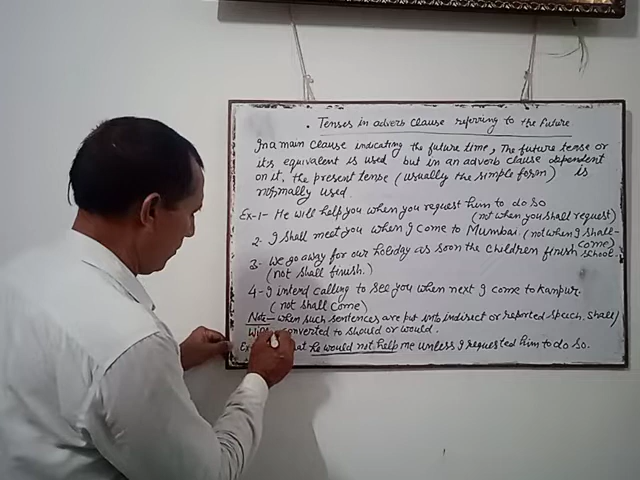 . Tenses in adverb clause referring to the Future
In a main clause indicating the future time, The future tense or
its equivalent is used but in an adverb clause dependent
on it, the present tense (usually the simple form) is
normally used.
Ex-1- He will help you when you request him to do so
(not when you shall request)
2- I shall meet you when I come to Mumbai. (not when I shall-
come)
3- We go away for our holiday as soon the children finish school.
(not shall finish.)
4- I intend calling to see you when next I come to Kanpur.
(not shall come)
Note- when such sentences are put into indirect or reported speech, shall/
Will converted to should or would.
Ex at he would not help me unless I requested him to do so.